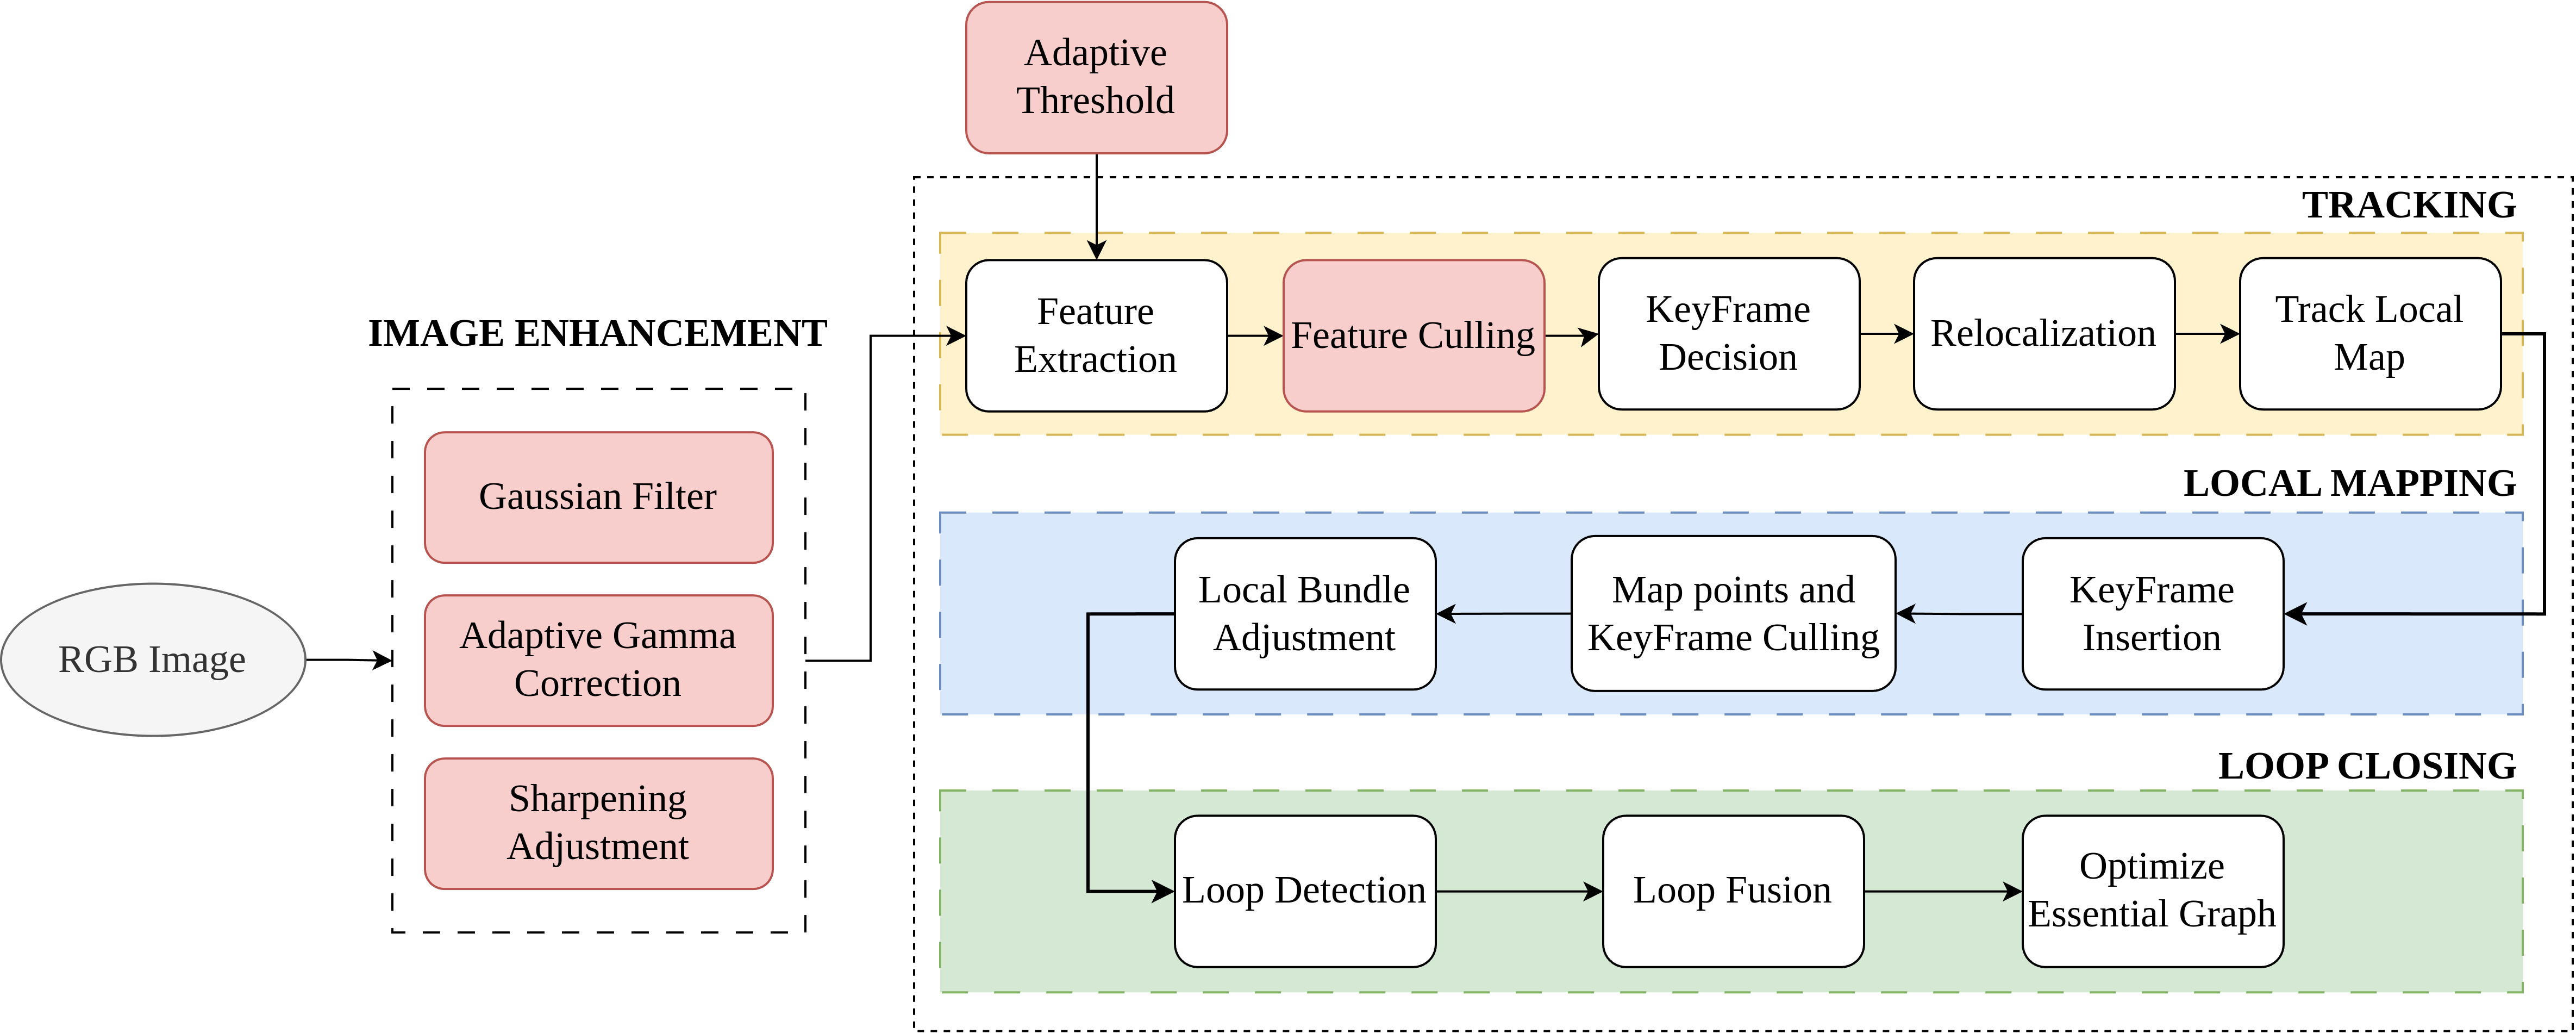 Adaptive
Threshold
TRACKING
Feature
Extraction
Feature Culling
KeyFrame
Decision
Relocalization
Track Local
Map
IMAGE ENHANCEMENT
Gaussian Filter
Adaptive Gamma
Correction
Sharpening
Adjustment
RGB Image
LOCAL MAPPING
Local Bundle
Adjustment
Map points and
KeyFrame Culling
KeyFrame
Insertion
LOOP CLOSING
Loop Detection
Loop Fusion
Optimize
Essential Graph